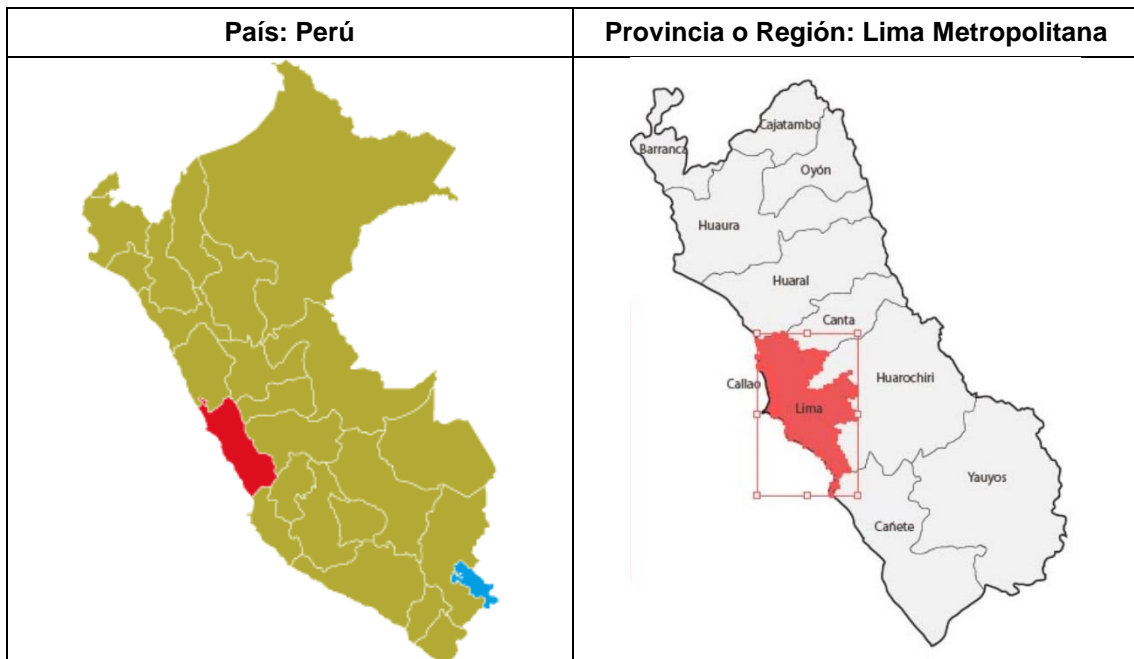 País: Perú
Provincia o Región: Lima Metropolitana
Cajatambo
Barranca
Oyón
Huaura
Huaral
Canta
Callao
Huarochiri
Lima
Yauyos
Cañete